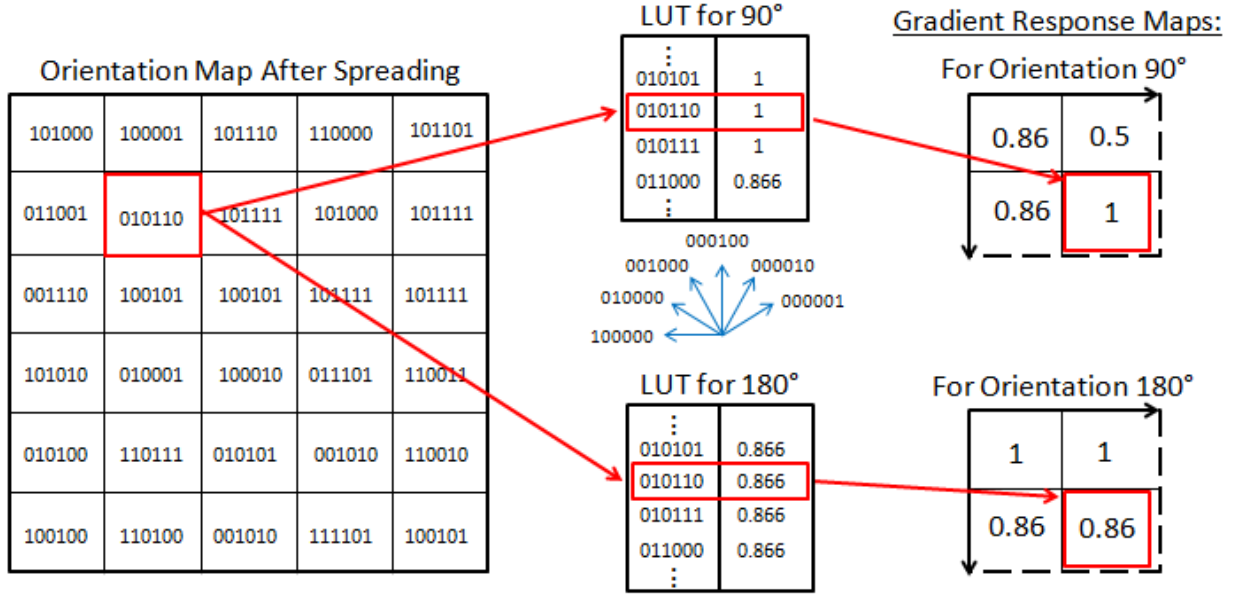 Orientation Map After Spreading
101000 100001 101110 110000 101101
011001 010110 101111 101000 101111
001110 100101 100101 101111 101111
101010 010001 100010 011101 110011
010100 110111 010101 001010 110010
100100 110100 001010 111101 100101
LUT for 90°
⋮
010101 1
010110 1
010111 1
011000 0.866
⋮
000100
001000 000010
010000 000001
100000
LUT for 180°
⋮
010101 0.866
010110 0.866
010111 0.866
011000 0.866
⋮
Gradient Response Maps:
For Orientation 90°
0.86 0.5
0.86 1
For Orientation 180°
1 1
0.86 0.86